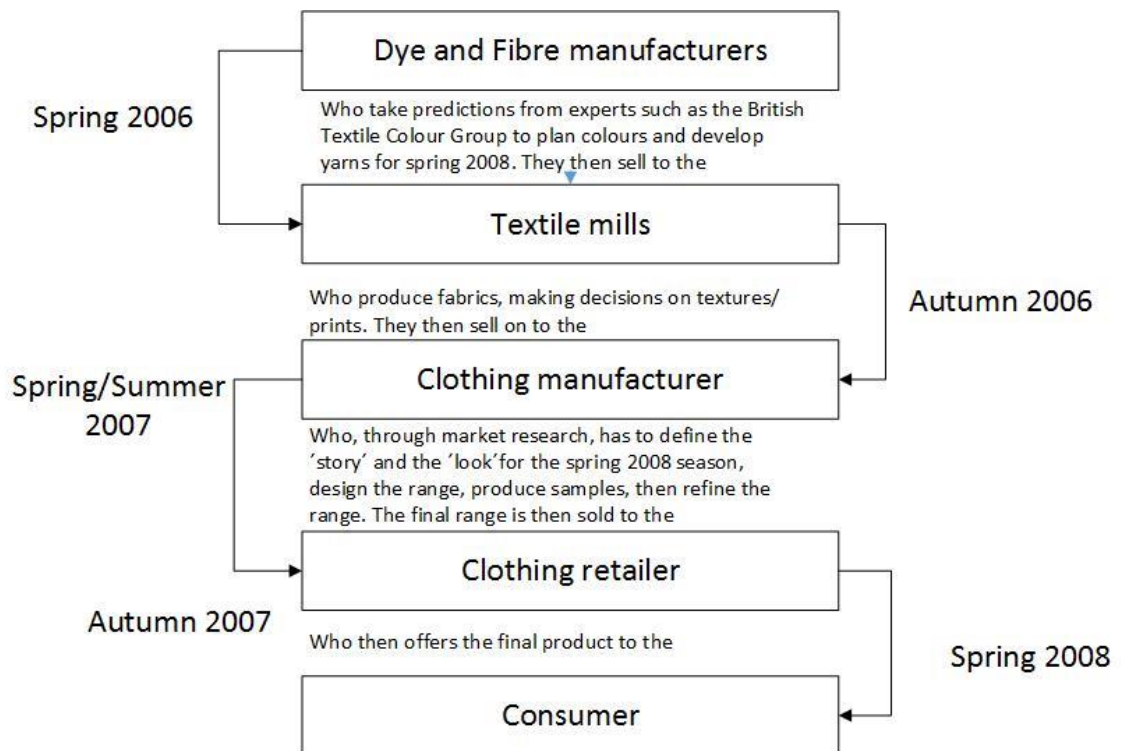 Dye and Fibre manufacturers
Spring 2006
Who take predictions from experts such as the British
Textile Colour Group to plan colours and develop
yarns for spring 2008. They then sell to the
Textile mills
Autumn 2006
Who produce fabrics, making decisions on textures/
prints. They then sell on to the
Clothing manufacturer
Spring/Summer
2007
Who, through market research, has to define the
´story´ and the ´look´for the spring 2008 season,
design the range, produce samples, then refine the
range. The final range is then sold to the
Clothing retailer
Autumn 2007
Who then offers the final product to the
Spring 2008
Consumer